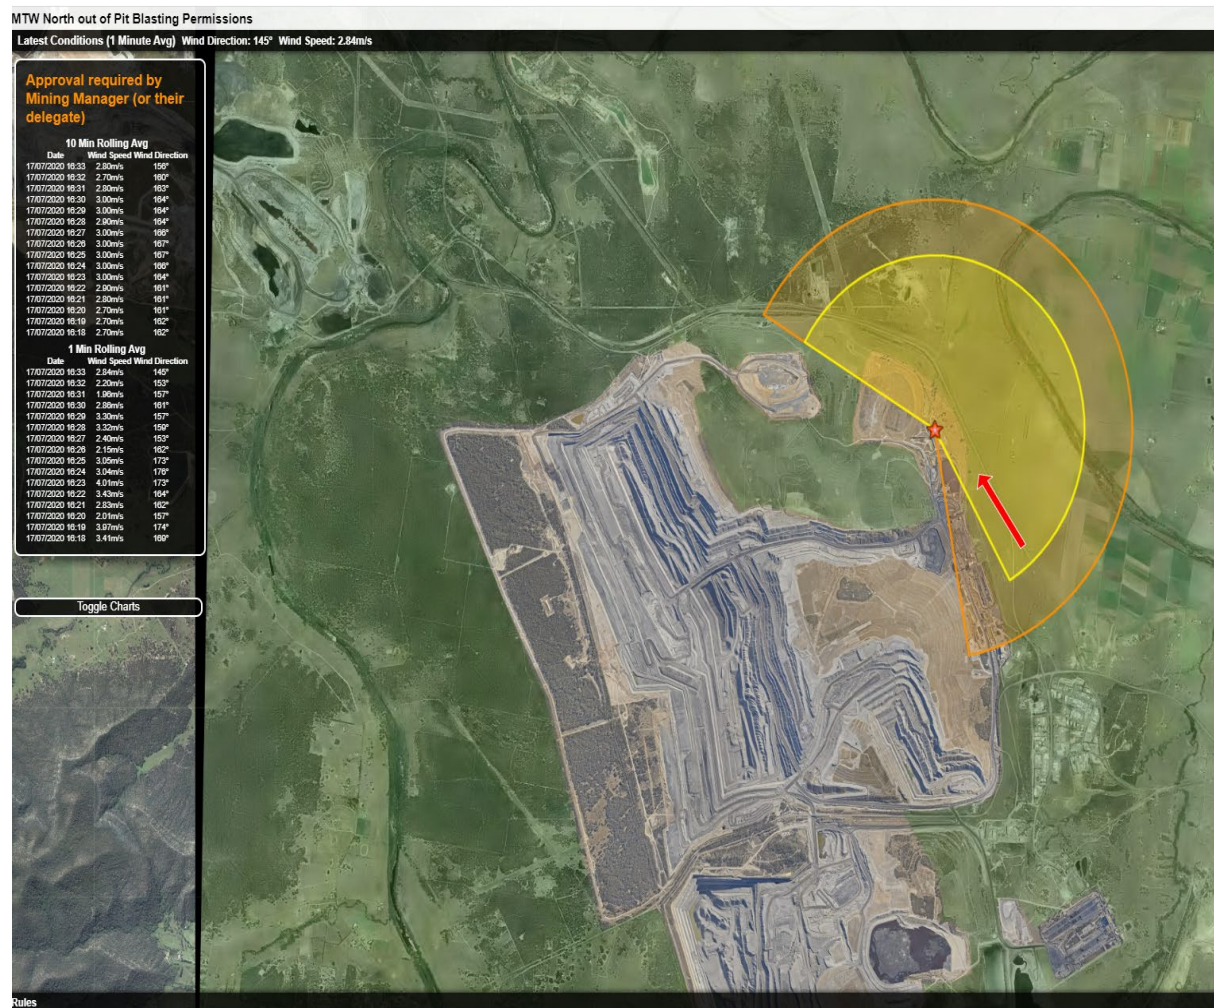 MTW North out of Pit Blasting Permissions
Latest Conditions (1 Minute Avg) Wind Direction: 145° Wind Speed: 2.84m/s
Approval required by
Mining Manager (or their
delegate)
10 Min Rolling Avg
Date Wind Speed Wind Direction
17/07/2020 16:33 2.80m/s 156°
17/07/2020 16:32 2.70m/s 160°
17/07/2020 16:31 2.80m/s 163°
17/07/2020 16:30 3.00m/s 164°
17/07/2020 16:29 3.00m/s 164°
17/07/2020 16:28 2.90m/s 164°
17/07/2020 16:27 3.00m/s 166°
17/07/2020 16:26 3.00m/s 167°
17/07/2020 16:25 3.00m/s 167°
17/07/2020 16:24 3.00m/s 166°
17/07/2020 16:23 3.00m/s 164°
17/07/2020 16:22 2.90m/s 161°
17/07/2020 16:21 2.80m/s 161°
17/07/2020 16:20 2.70m/s 161°
17/07/2020 16:19 2.70m/s 162°
17/07/2020 16:18 2.70m/s 162°
1 Min Rolling Avg
Date Wind Speed Wind Direction
17/07/2020 16:33 2.84m/s 145°
17/07/2020 16:32 2.20m/s 153°
17/07/2020 16:31 1.96m/s 157°
17/07/2020 16:30 2.86m/s 161°
17/07/2020 16:29 3.30m/s 157°
17/07/2020 16:28 3.32m/s 159°
17/07/2020 16:27 2.40m/s 153°
17/07/2020 16:26 2.15m/s 162°
17/07/2020 16:25 3.05m/s 173°
17/07/2020 16:24 3.04m/s 176°
17/07/2020 16:23 4.01m/s 173°
17/07/2020 16:22 3.43m/s 164°
17/07/2020 16:21 2.83m/s 162°
17/07/2020 16:20 2.01m/s 157°
17/07/2020 16:19 3.97m/s 174°
17/07/2020 16:18 3.41m/s 169°
Toggle Charts
Rules